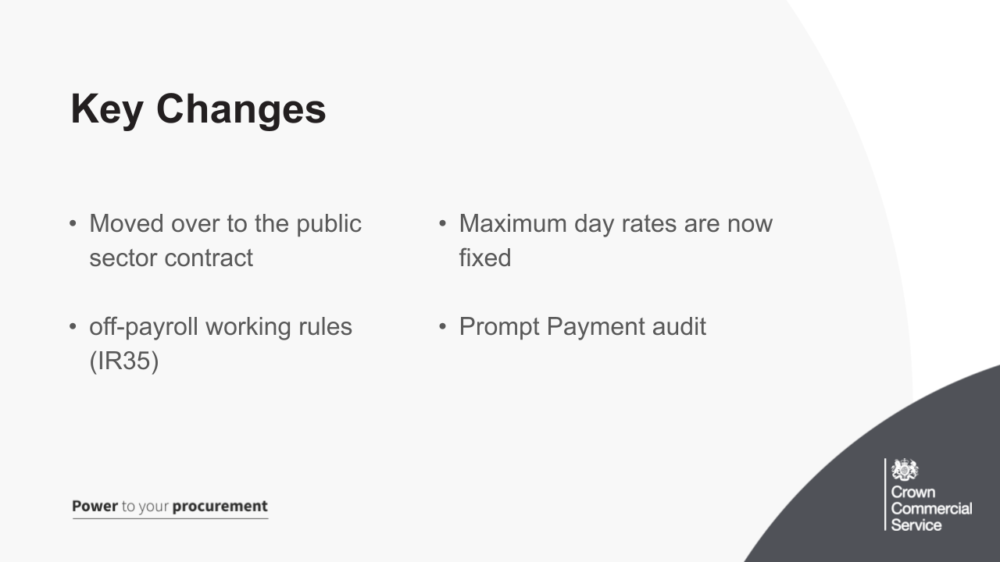 Key Changes
• Moved over to the public
sector contract
• off-payroll working rules
(IR35)
• Maximum day rates are now
fixed
• Prompt Payment audit
Power to your procurement
Crown
Commercial
Service